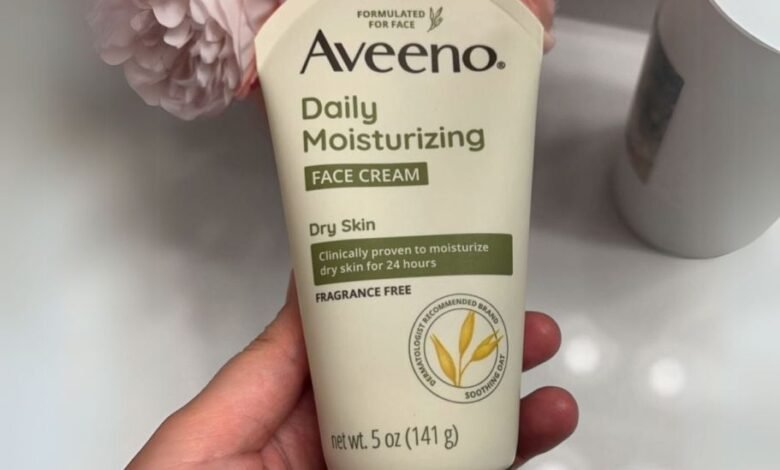 FORMULATED
FOR FACE
Aveeno®
Daily
Moisturizing
FACE CREAM
Dry Skin
Clinically proven to moisturize
dry skin for 24 hours
FRAGRANCE FREE
DERMATOLOGIST RECOMMENDED BRAND
SOOTHING OAT
net wt. 5 oz (141 g)